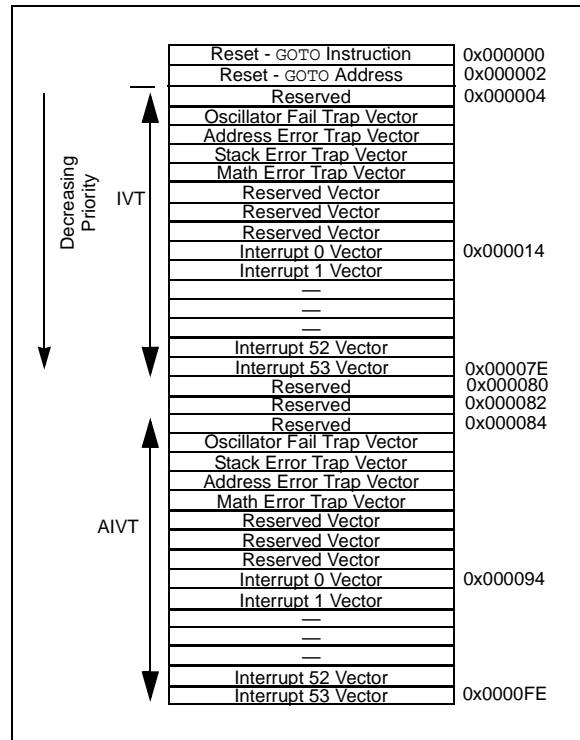 Reset - GOTO Instruction 0x000000
Reset - GOTO Address 0x000002
Reserved 0x000004
Oscillator Fail Trap Vector
Address Error Trap Vector
Stack Error Trap Vector
Math Error Trap Vector
Reserved Vector
Reserved Vector
Reserved Vector
Interrupt 0 Vector 0x000014
Interrupt 1 Vector
—
—
—
Interrupt 52 Vector
Interrupt 53 Vector 0x00007E
Reserved 0x000080
Reserved 0x000082
Reserved 0x000084
Oscillator Fail Trap Vector
Stack Error Trap Vector
Address Error Trap Vector
Math Error Trap Vector
Reserved Vector
Reserved Vector
Reserved Vector
Interrupt 0 Vector 0x000094
Interrupt 1 Vector
—
—
—
Interrupt 52 Vector
Interrupt 53 Vector 0x0000FE
Decreasing
Priority
IVT
AIVT